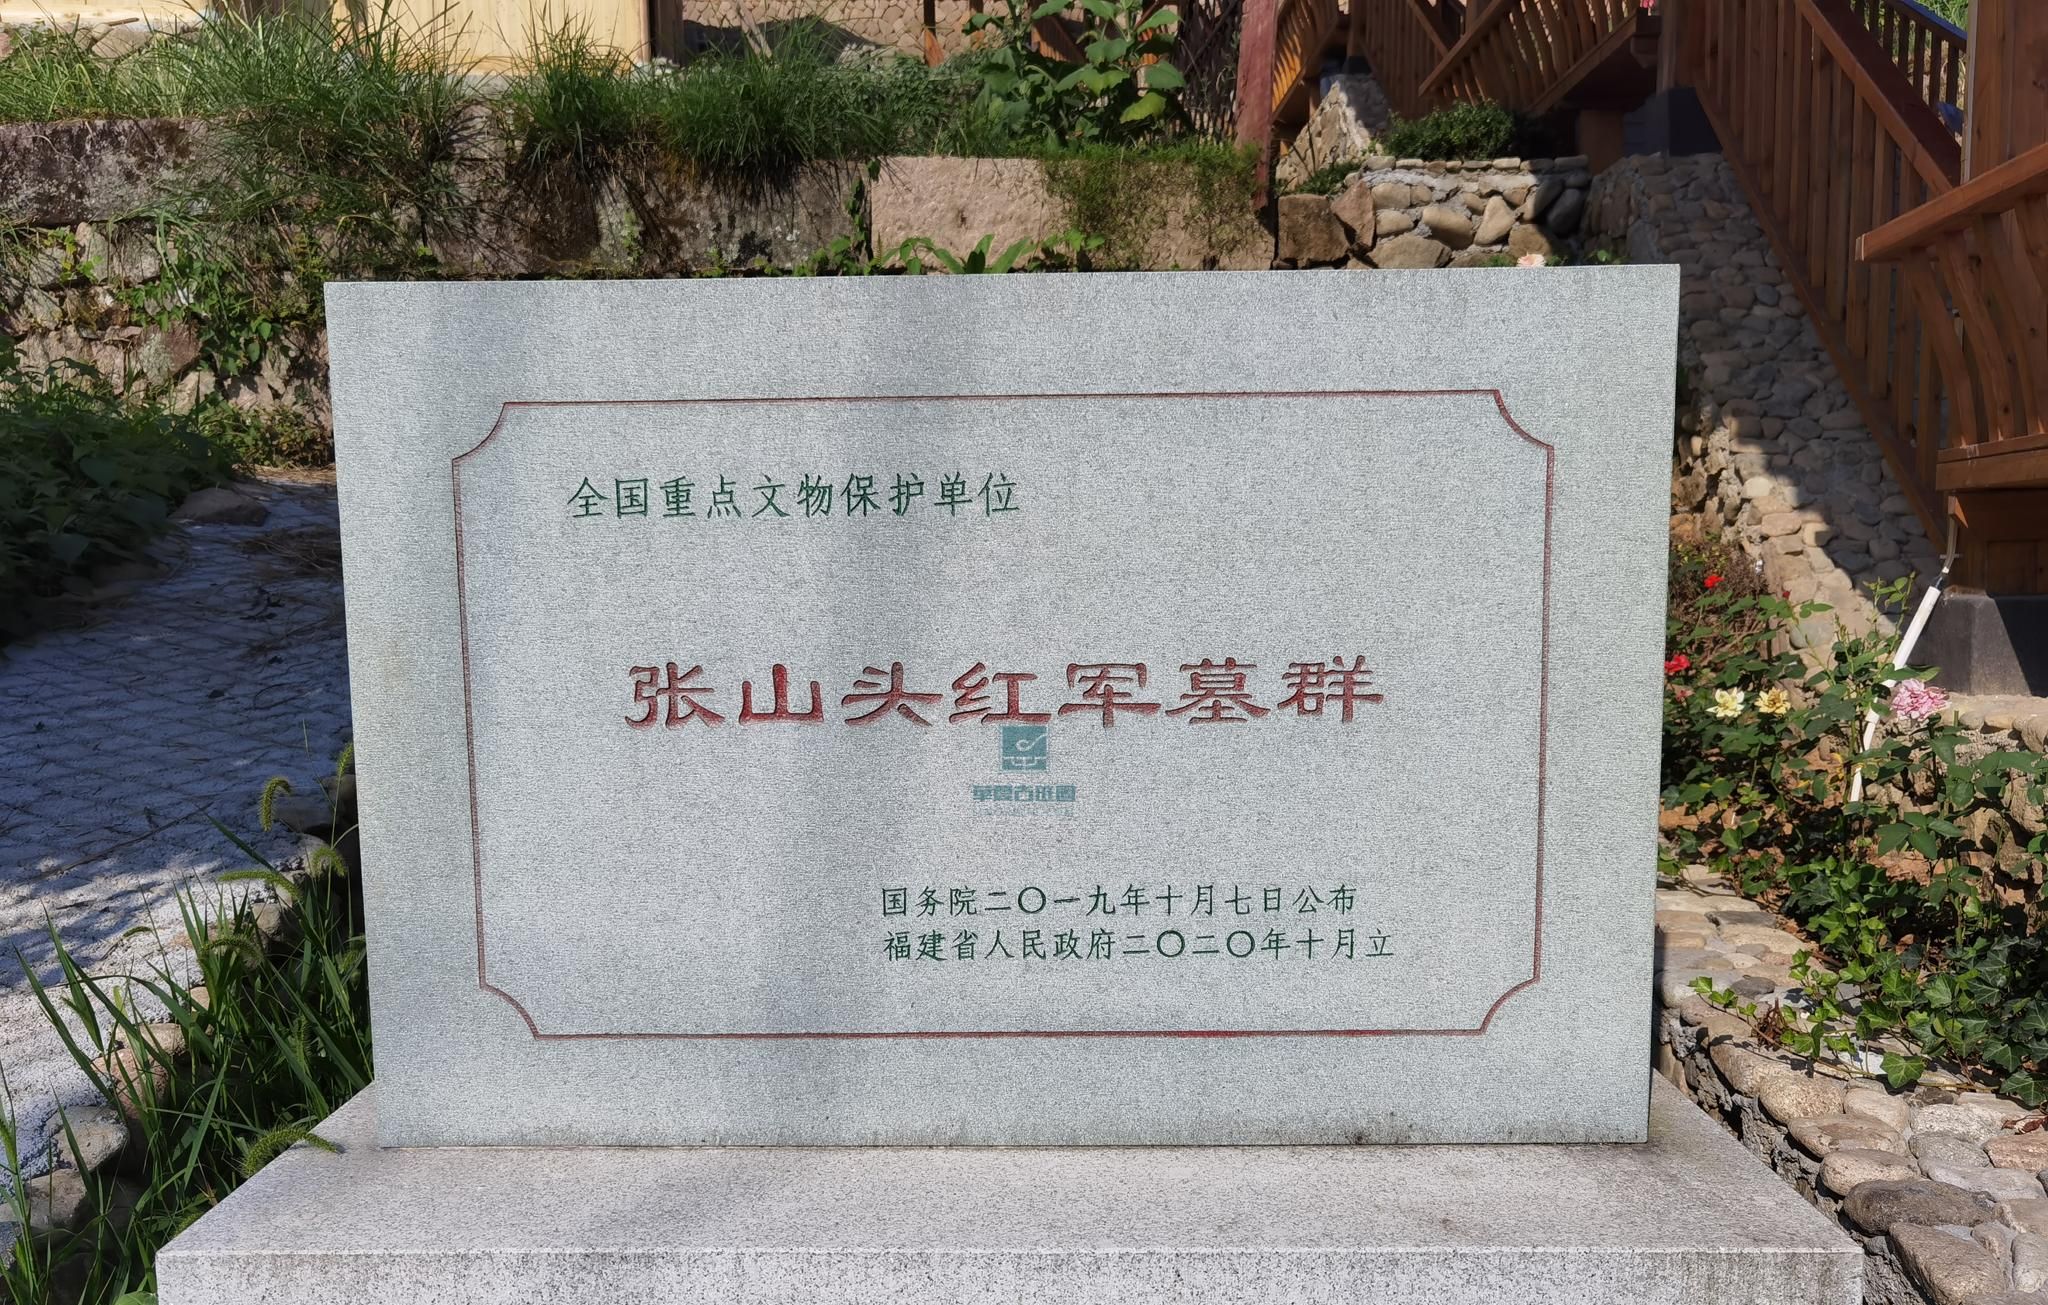 全国重点文物保护单位
张山头红军墓群
国务院二〇一九年十月七日公布
福建省人民政府二〇二〇年十月立